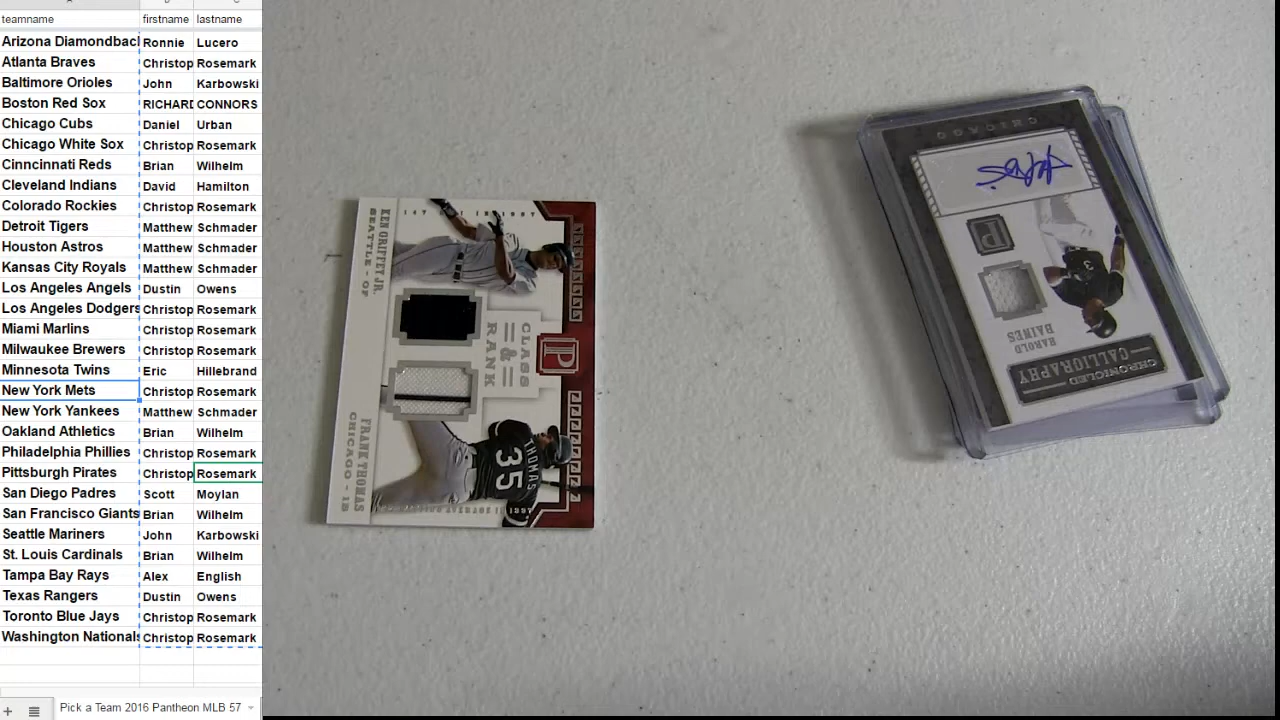 teamname firstname lastname
Arizona Diamondbac Ronnie Lucero
Atlanta Braves Christop Rosemark
Baltimore Orioles John Karbowski
Boston Red Sox RICHARD CONNORS
Chicago Cubs Daniel Urban
Chicago White Sox Christop Rosemark
Cinncinnati Reds Brian Wilhelm
Cleveland Indians David Hamilton
Colorado Rockies Christop Rosemark
Detroit Tigers Matthew Schmader
Houston Astros Matthew Schmader
Kansas City Royals Matthew Schmader
Los Angeles Angels Dustin Owens
Los Angeles Dodgers Christop Rosemark
Miami Marlins Christop Rosemark
Milwaukee Brewers Christop Rosemark
Minnesota Twins Eric Hillebrand
New York Mets Christop Rosemark
New York Yankees Matthew Schmader
Oakland Athletics Brian Wilhelm
Philadelphia Phillies Christop Rosemark
Pittsburgh Pirates Christop Rosemark
San Diego Padres Scott Moylan
San Francisco Giants Brian Wilhelm
Seattle Mariners John Karbowski
St. Louis Cardinals Brian Wilhelm
Tampa Bay Rays Alex English
Texas Rangers Dustin Owens
Toronto Blue Jays Christop Rosemark
Washington Nationals Christop Rosemark
Pick a Team 2016 Pantheon MLB 57
KEN GRIFFEY JR.
SEATTLE - OF
CLASS
&
RANK
P
FRANK THOMAS
CHICAGO - 1B
THOMAS
35
CHICAGO
P
3
HAROLD
BAINES
CHRONICLED
CALLIGRAPHY